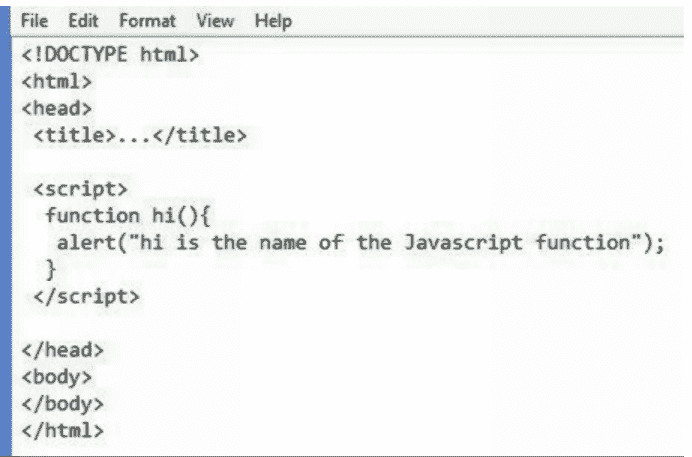 File Edit Format View Help
<!DOCTYPE html>
<html>
<head>
<title>...</title>
<script>
function hi(){
alert("hi is the name of the Javascript function");
}
</script>
</head>
<body>
</body>
</html>